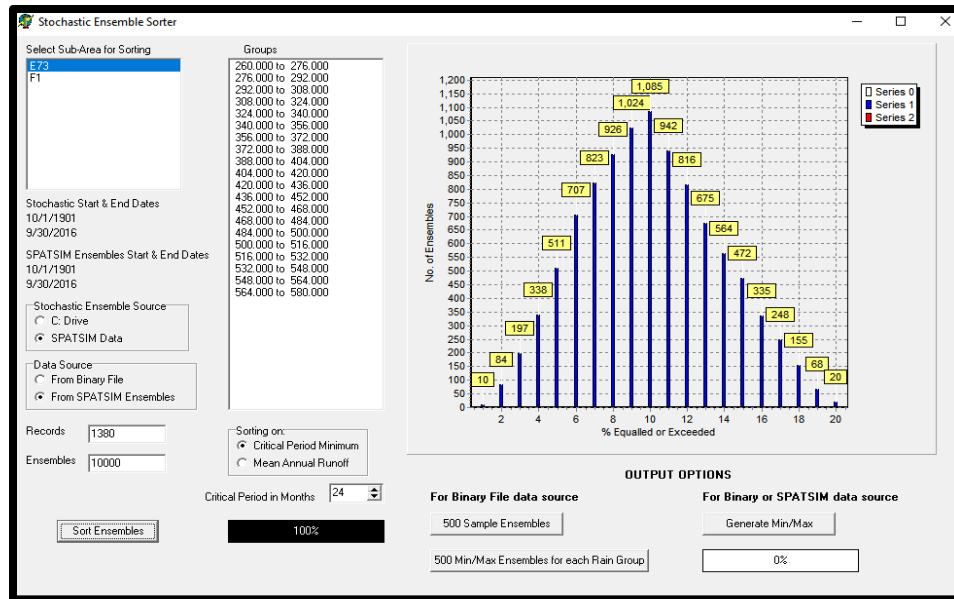 Stochastic Ensemble Sorter
Select Sub-Area for Sorting
E73
F1
Stochastic Start & End Dates
10/1/1901
9/30/2016
SPATSIM Ensembles Start & End Dates
10/1/1901
9/30/2016
Stochastic Ensemble Source
C: Drive
SPATSIM Data
Data Source
From Binary File
From SPATSIM Ensembles
Records 1380
Ensembles 10000
Sort Ensembles
Groups
260.000 to 276.000
276.000 to 292.000
292.000 to 308.000
308.000 to 324.000
324.000 to 340.000
340.000 to 356.000
356.000 to 372.000
372.000 to 388.000
388.000 to 404.000
404.000 to 420.000
420.000 to 436.000
436.000 to 452.000
452.000 to 468.000
468.000 to 484.000
484.000 to 500.000
500.000 to 516.000
516.000 to 532.000
532.000 to 548.000
548.000 to 564.000
564.000 to 580.000
Sorting on:
Critical Period Minimum
Mean Annual Runoff
Critical Period in Months 24
100%
No. of Ensembles
1,200
1,150
1,100
1,050
1,000
950
900
850
800
750
700
650
600
550
500
450
400
350
300
250
200
150
100
50
0
10
84
197
338
511
707
823
926
1,024
1,085
942
816
675
564
472
335
248
155
68
20
2 4 6 8 10 12 14 16 18 20
% Equalled or Exceeded
Series 0
Series 1
Series 2
OUTPUT OPTIONS
For Binary File data source
500 Sample Ensembles
500 Min/Max Ensembles for each Rain Group
For Binary or SPATSIM data source
Generate Min/Max
0%